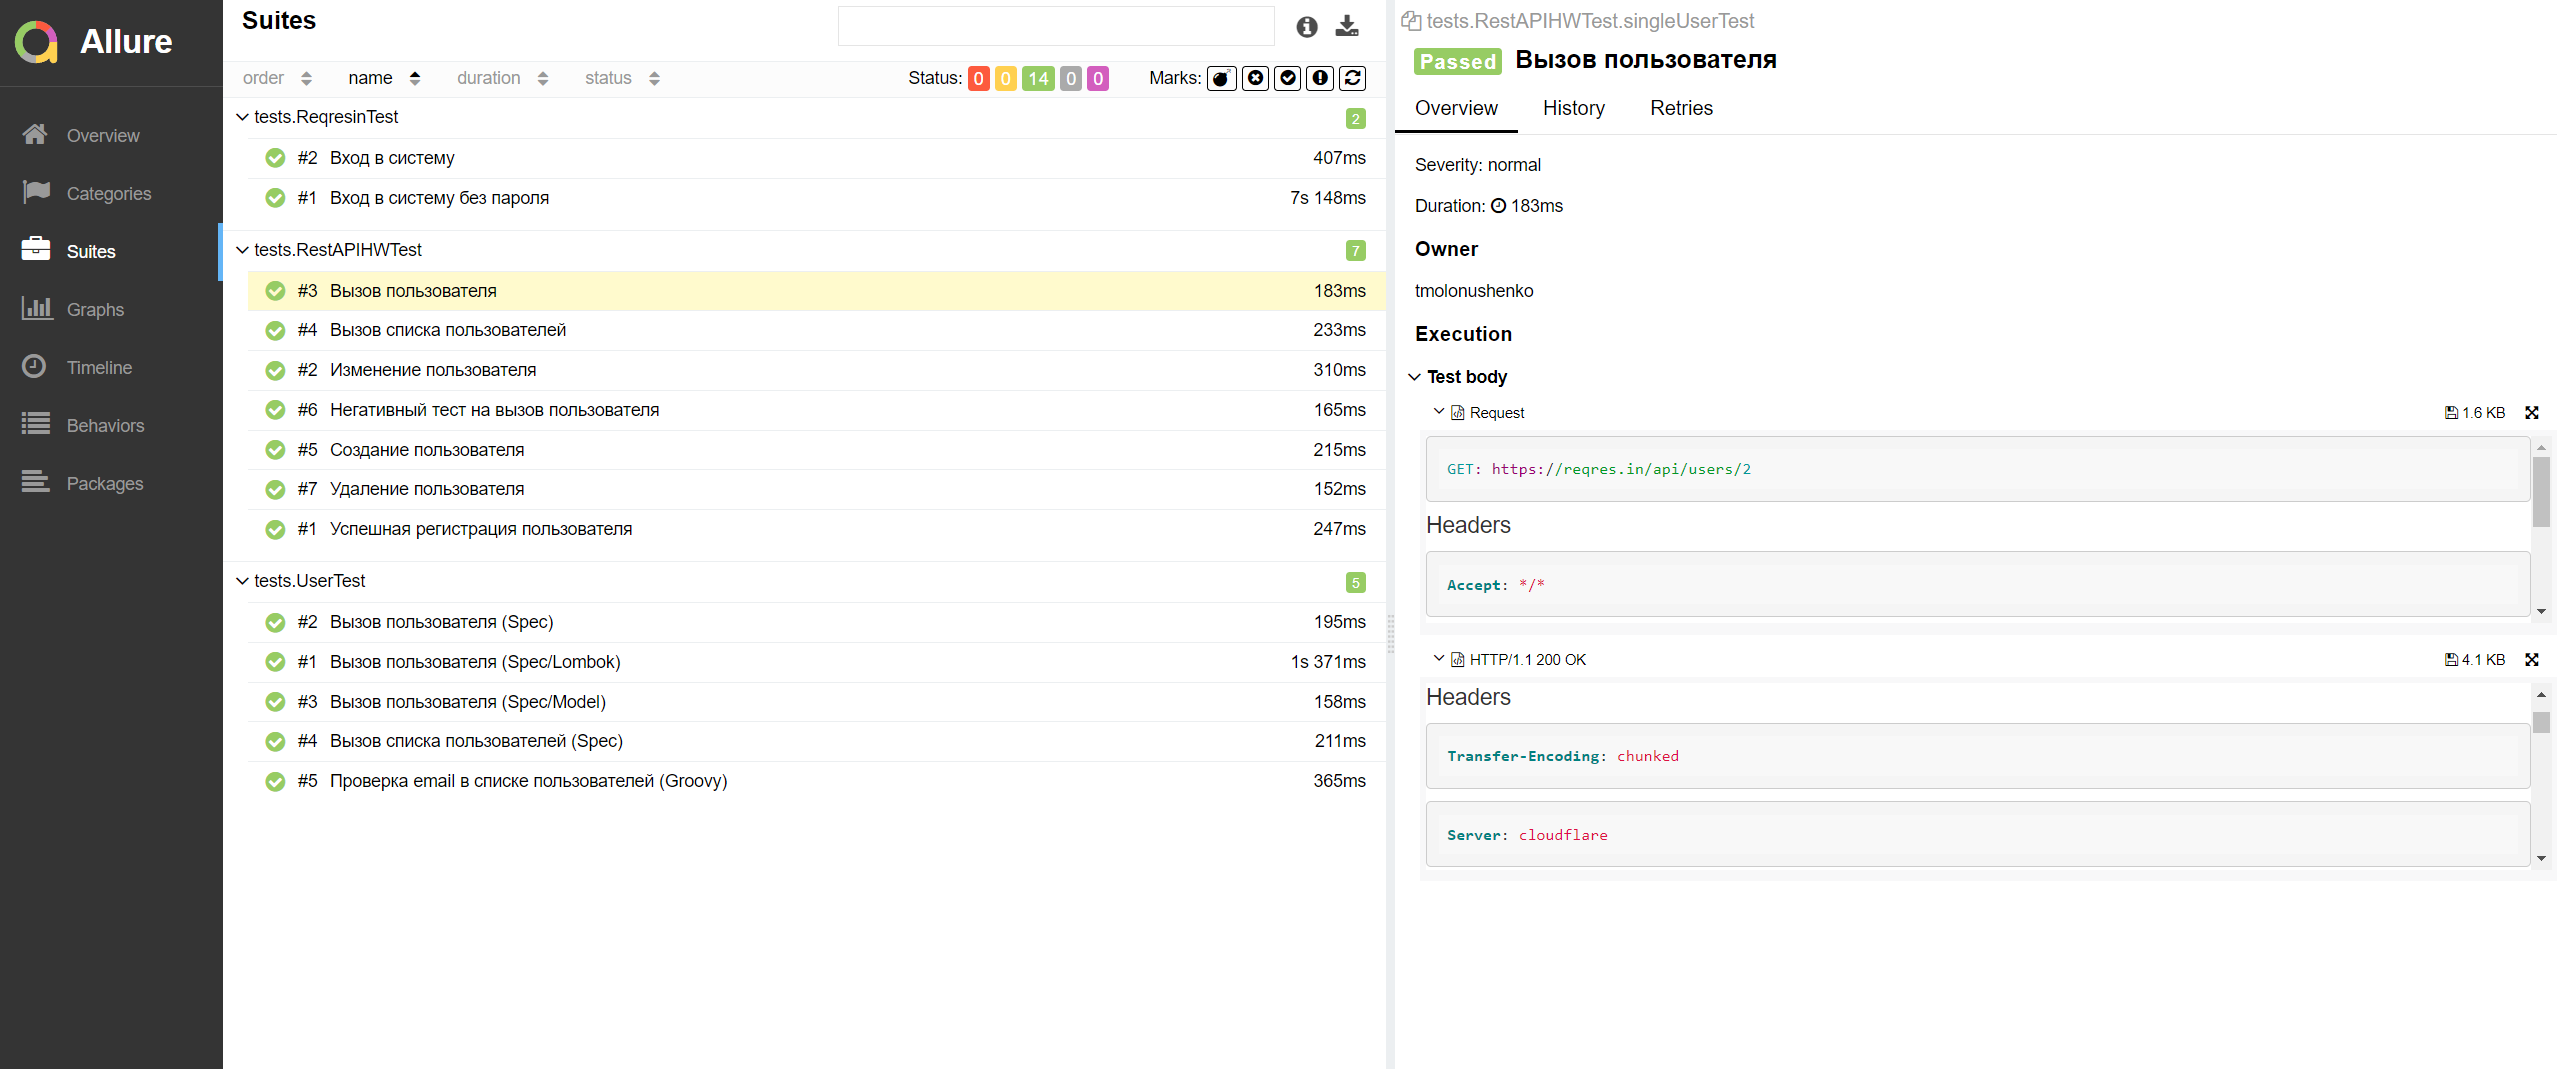 Allure
Overview
Categories
Suites
Graphs
Timeline
Behaviors
Packages
Suites
order name duration status Status: 0 0 14 0 0 Marks:
tests.ReqresinTest 2
#2 Вход в систему 407ms
#1 Вход в систему без пароля 7s 148ms
tests.RestAPIHWTest 7
#3 Вызов пользователя 183ms
#4 Вызов списка пользователей 233ms
#2 Изменение пользователя 310ms
#6 Негативный тест на вызов пользователя 165ms
#5 Создание пользователя 215ms
#7 Удаление пользователя 152ms
#1 Успешная регистрация пользователя 247ms
tests.UserTest 5
#2 Вызов пользователя (Spec) 195ms
#1 Вызов пользователя (Spec/Lombok) 1s 371ms
#3 Вызов пользователя (Spec/Model) 158ms
#4 Вызов списка пользователей (Spec) 211ms
#5 Проверка email в списке пользователей (Groovy) 365ms
tests.RestAPIHWTest.singleUserTest
Passed Вызов пользователя
Overview History Retries
Severity: normal
Duration: 183ms
Owner
tmolonushenko
Execution
Test body
Request 1.6 KB
GET: https://reqres.in/api/users/2
Headers
Accept: */*
HTTP/1.1 200 OK 4.1 KB
Headers
Transfer-Encoding: chunked
Server: cloudflare